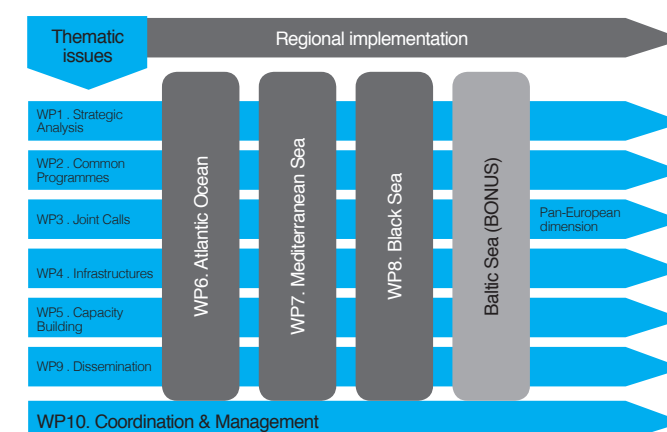 Thematic
issues
Regional implementation
WP1 . Strategic
Analysis
WP2 . Common
Programmes
WP3 . Joint Calls
WP4 . Infrastructures
WP5 . Capacity
Building
WP9 . Dissemination
WP6. Atlantic Ocean
WP7. Mediterranean Sea
WP8. Black Sea
Baltic Sea (BONUS)
Pan-European
dimension
WP10. Coordination & Management